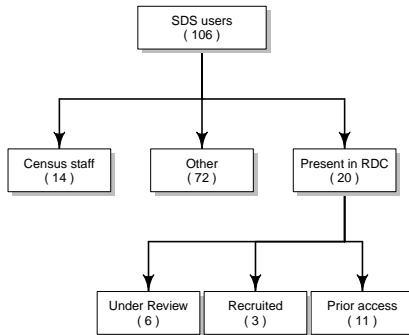 SDS users
( 106 )
Census staff
( 14 )
Other
( 72 )
Present in RDC
( 20 )
Under Review
( 6 )
Recruited
( 3 )
Prior access
( 11 )